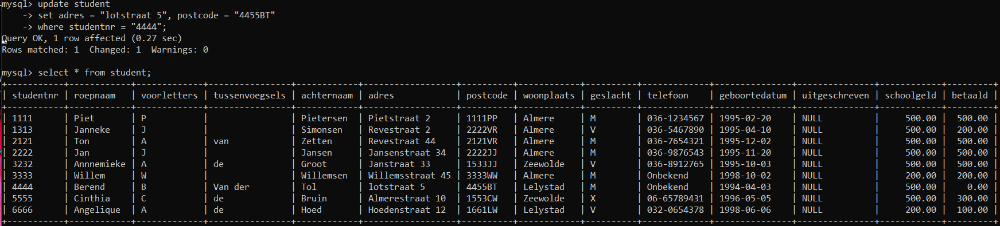 mysql> update student
    -> set adres = "lotstraat 5", postcode = "4455BT"
    -> where studentnr = "4444";
Query OK, 1 row affected (0.27 sec)
Rows matched: 1  Changed: 1  Warnings: 0

mysql> select * from student;
+-----------+-----------+-------------+----------------+------------+------------------+----------+------------+----------+-------------+---------------+---------------+------------+---------+
| studentnr | roepnaam  | voorletters | tussenvoegsels | achternaam | adres            | postcode | woonplaats | geslacht | telefoon    | geboortedatum | uitgeschreven | schoolgeld | betaald |
+-----------+-----------+-------------+----------------+------------+------------------+----------+------------+----------+-------------+---------------+---------------+------------+---------+
| 1111      | Piet      | P           |                | Pietersen  | Pietstraat 2     | 1111PP   | Almere     | M        | 036-1234567 | 1995-02-20    | NULL          |     500.00 |  500.00 |
| 1313      | Janneke   | J           |                | Simonsen   | Revestraat 2     | 2222VR   | Almere     | V        | 036-5467890 | 1995-04-10    | NULL          |     500.00 |  200.00 |
| 2121      | Ton       | A           | van            | Zetten     | Revestraat 44    | 2121VR   | Almere     | M        | 036-7654321 | 1995-12-02    | NULL          |     500.00 |  500.00 |
| 2222      | Jan       | J           |                | Jansen     | Jansenstraat 34  | 2222JJ   | Almere     | M        | 036-9876543 | 1995-11-20    | NULL          |     500.00 |  500.00 |
| 3232      | Annnemieke | A           | de             | Groot      | Janstraat 33     | 1533JJ   | Zeewolde   | V        | 036-8912765 | 1995-10-03    | NULL          |     500.00 |  500.00 |
| 3333      | Willem    | W           |                | Willemsen  | Willemsstraat 45 | 3333WW   | Almere     | M        | Onbekend    | 1998-10-02    | NULL          |     200.00 |  200.00 |
| 4444      | Berend    | B           | Van der        | Tol        | lotstraat 5      | 4455BT   | Lelystad   | M        | Onbekend    | 1994-04-03    | NULL          |     500.00 |    0.00 |
| 5555      | Cinthia   | C           | de             | Bruin      | Almerestraat 10  | 1553CW   | Zeewolde   | X        | 06-65789431 | 1996-05-05    | NULL          |     500.00 |  300.00 |
| 6666      | Angelique | A           | de             | Hoed       | Hoedenstraat 12  | 1661LW   | Lelystad   | V        | 032-0654378 | 1998-06-06    | NULL          |     200.00 |  100.00 |
+-----------+-----------+-------------+----------------+------------+------------------+----------+------------+----------+-------------+---------------+---------------+------------+---------+